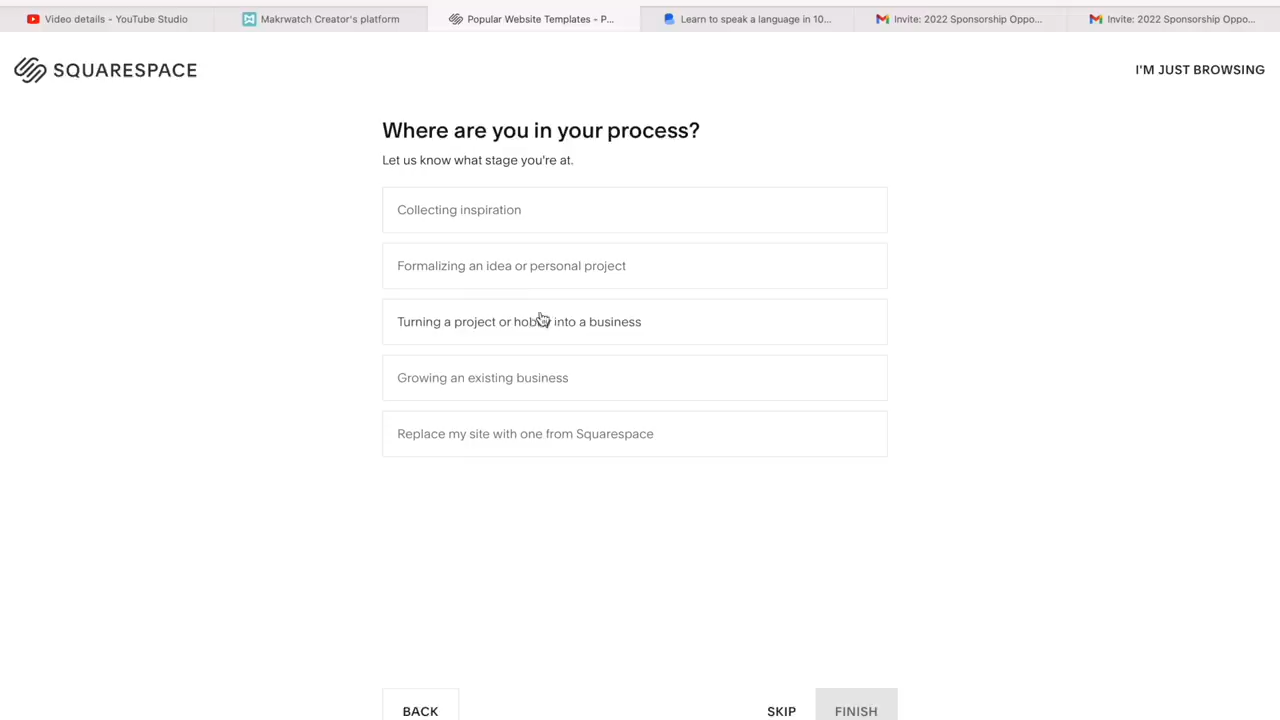 Video details - YouTube Studio
Makrwatch Creator's platform
Popular Website Templates - P...
Learn to speak a language in 10...
Invite: 2022 Sponsorship Oppo...
Invite: 2022 Sponsorship Oppo...
SQUARESPACE
I'M JUST BROWSING
Where are you in your process?
Let us know what stage you're at.
Collecting inspiration
Formalizing an idea or personal project
Turning a project or hobby into a business
Growing an existing business
Replace my site with one from Squarespace
BACK
SKIP
FINISH